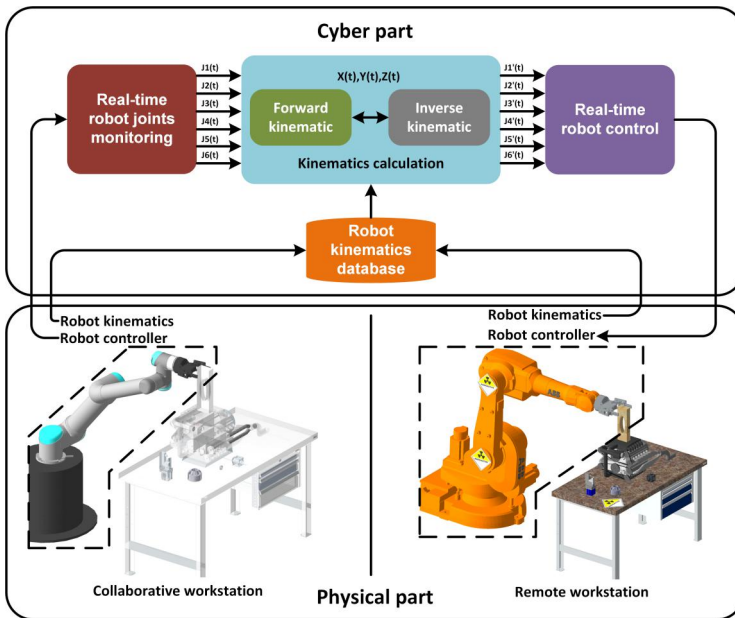 Cyber part
Real-time
robot joints
monitoring
J1(t)
J2(t)
J3(t)
J4(t)
J5(t)
J6(t)
X(t),Y(t),Z(t)
Forward
kinematic
Inverse
kinematic
Kinematics calculation
J1'(t)
J2'(t)
J3'(t)
J4'(t)
J5'(t)
J6'(t)
Real-time
robot control
Robot
kinematics
database
Robot kinematics
Robot controller
Robot kinematics
Robot controller
ABB
Collaborative workstation
Remote workstation
Physical part